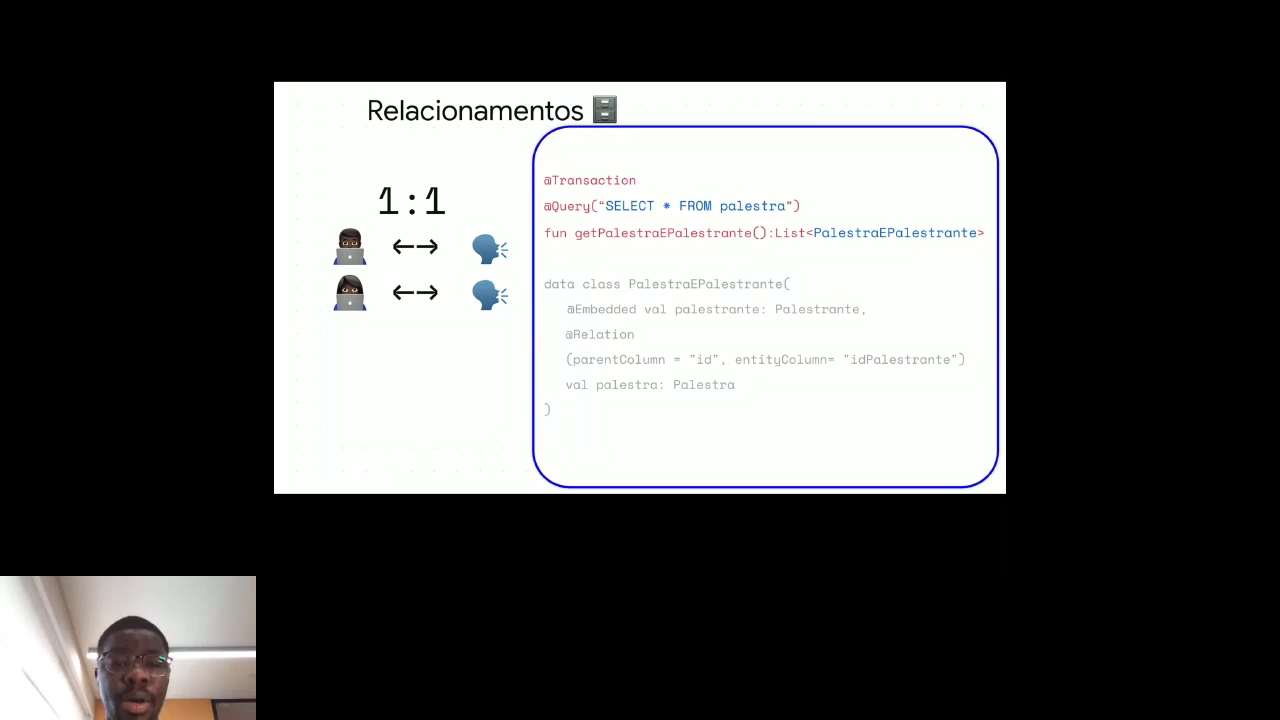 Relacionamentos
1:1
@Transaction
@Query("SELECT * FROM palestra")
fun getPalestraEPalestrante():List<PalestraEPalestrante>
data class PalestraEPalestrante(
@Embedded val palestrante: Palestrante,
@Relation
(parentColumn = "id", entityColumn= "idPalestrante")
val palestra: Palestra
)